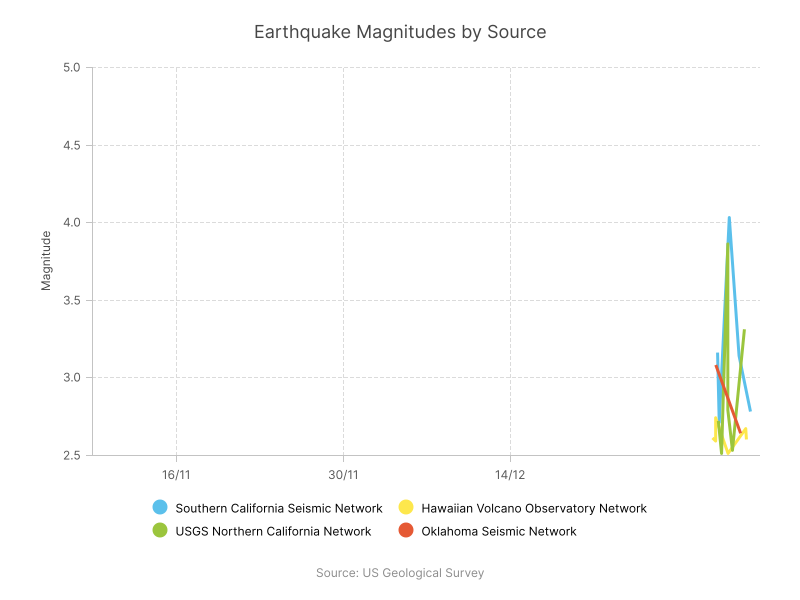 Earthquake Magnitudes by Source
5.0
4.5
4.0
3.5
3.0
2.5
Magnitude
16/11
30/11
14/12
Southern California Seismic Network
Hawaiian Volcano Observatory Network
USGS Northern California Network
Oklahoma Seismic Network
Source: US Geological Survey